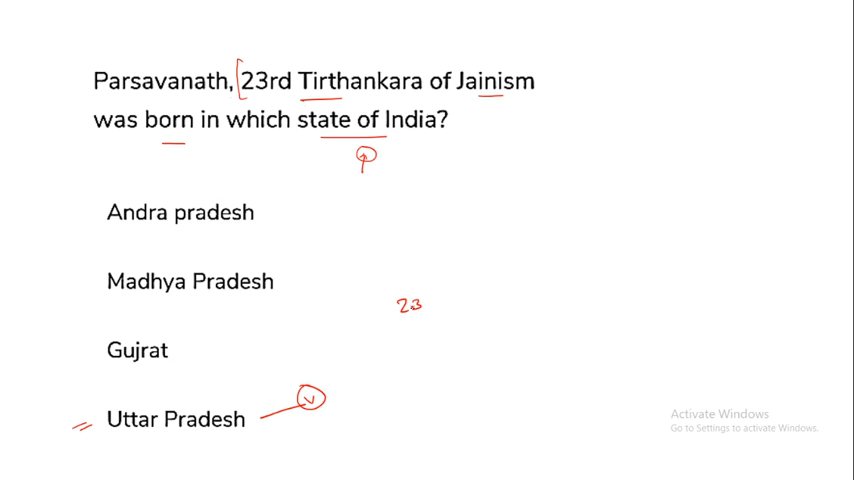 Parsavanath, 23rd Tirthankara of Jainism
was born in which state of India?
Andra pradesh
Madhya Pradesh
23
Gujrat
Uttar Pradesh
Activate Windows
Go to Settings to activate Windows.